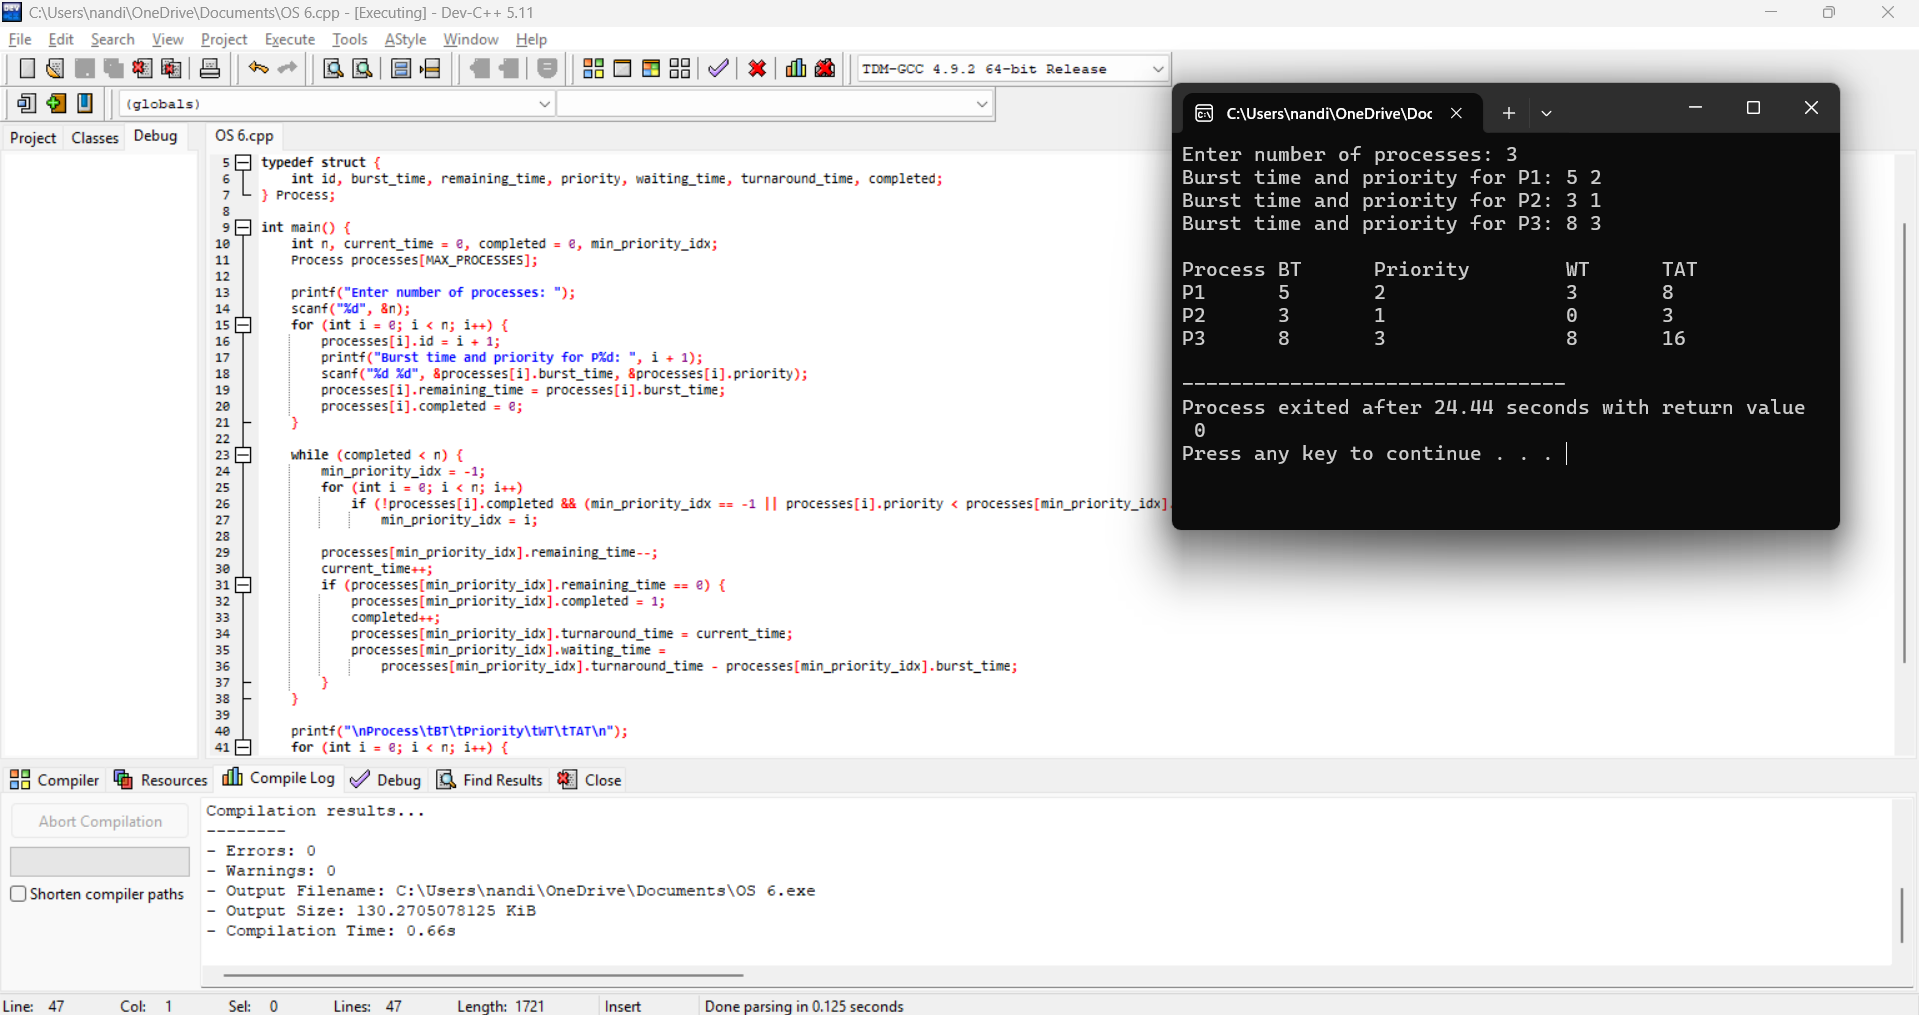 C:\Users\nandi\OneDrive\Documents\OS 6.cpp - [Executing] - Dev-C++ 5.11
File Edit Search View Project Execute Tools AStyle Window Help
TDM-GCC 4.9.2 64-bit Release
(globals)
Project Classes Debug
OS 6.cpp
5 typedef struct {
6 int id, burst_time, remaining_time, priority, waiting_time, turnaround_time, completed;
7 } Process;
8
9 int main() {
10 int n, current_time = 0, completed = 0, min_priority_idx;
11 Process processes[MAX_PROCESSES];
12
13 printf("Enter number of processes: ");
14 scanf("%d", &n);
15 for (int i = 0; i < n; i++) {
16 processes[i].id = i + 1;
17 printf("Burst time and priority for P%d: ", i + 1);
18 scanf("%d %d", &processes[i].burst_time, &processes[i].priority);
19 processes[i].remaining_time = processes[i].burst_time;
20 processes[i].completed = 0;
21 }
22
23 while (completed < n) {
24 min_priority_idx = -1;
25 for (int i = 0; i < n; i++)
26 if (!processes[i].completed && (min_priority_idx == -1 || processes[i].priority < processes[min_priority_idx].
27 min_priority_idx = i;
28
29 processes[min_priority_idx].remaining_time--;
30 current_time++;
31 if (processes[min_priority_idx].remaining_time == 0) {
32 processes[min_priority_idx].completed = 1;
33 completed++;
34 processes[min_priority_idx].turnaround_time = current_time;
35 processes[min_priority_idx].waiting_time =
36 processes[min_priority_idx].turnaround_time - processes[min_priority_idx].burst_time;
37 }
38 }
39
40 printf("\nProcess\tBT\tPriority\tWT\tTAT\n");
41 for (int i = 0; i < n; i++) {
C:\Users\nandi\OneDrive\Doc
Enter number of processes: 3
Burst time and priority for P1: 5 2
Burst time and priority for P2: 3 1
Burst time and priority for P3: 8 3
Process BT Priority WT TAT
P1 5 2 3 8
P2 3 1 0 3
P3 8 3 8 16
--------------------------------
Process exited after 24.44 seconds with return value
0
Press any key to continue . . .
Compiler Resources Compile Log Debug Find Results Close
Abort Compilation
Shorten compiler paths
Compilation results...
--------
- Errors: 0
- Warnings: 0
- Output Filename: C:\Users\nandi\OneDrive\Documents\OS 6.exe
- Output Size: 130.2705078125 KiB
- Compilation Time: 0.66s
Line: 47 Col: 1 Sel: 0 Lines: 47 Length: 1721 Insert Done parsing in 0.125 seconds